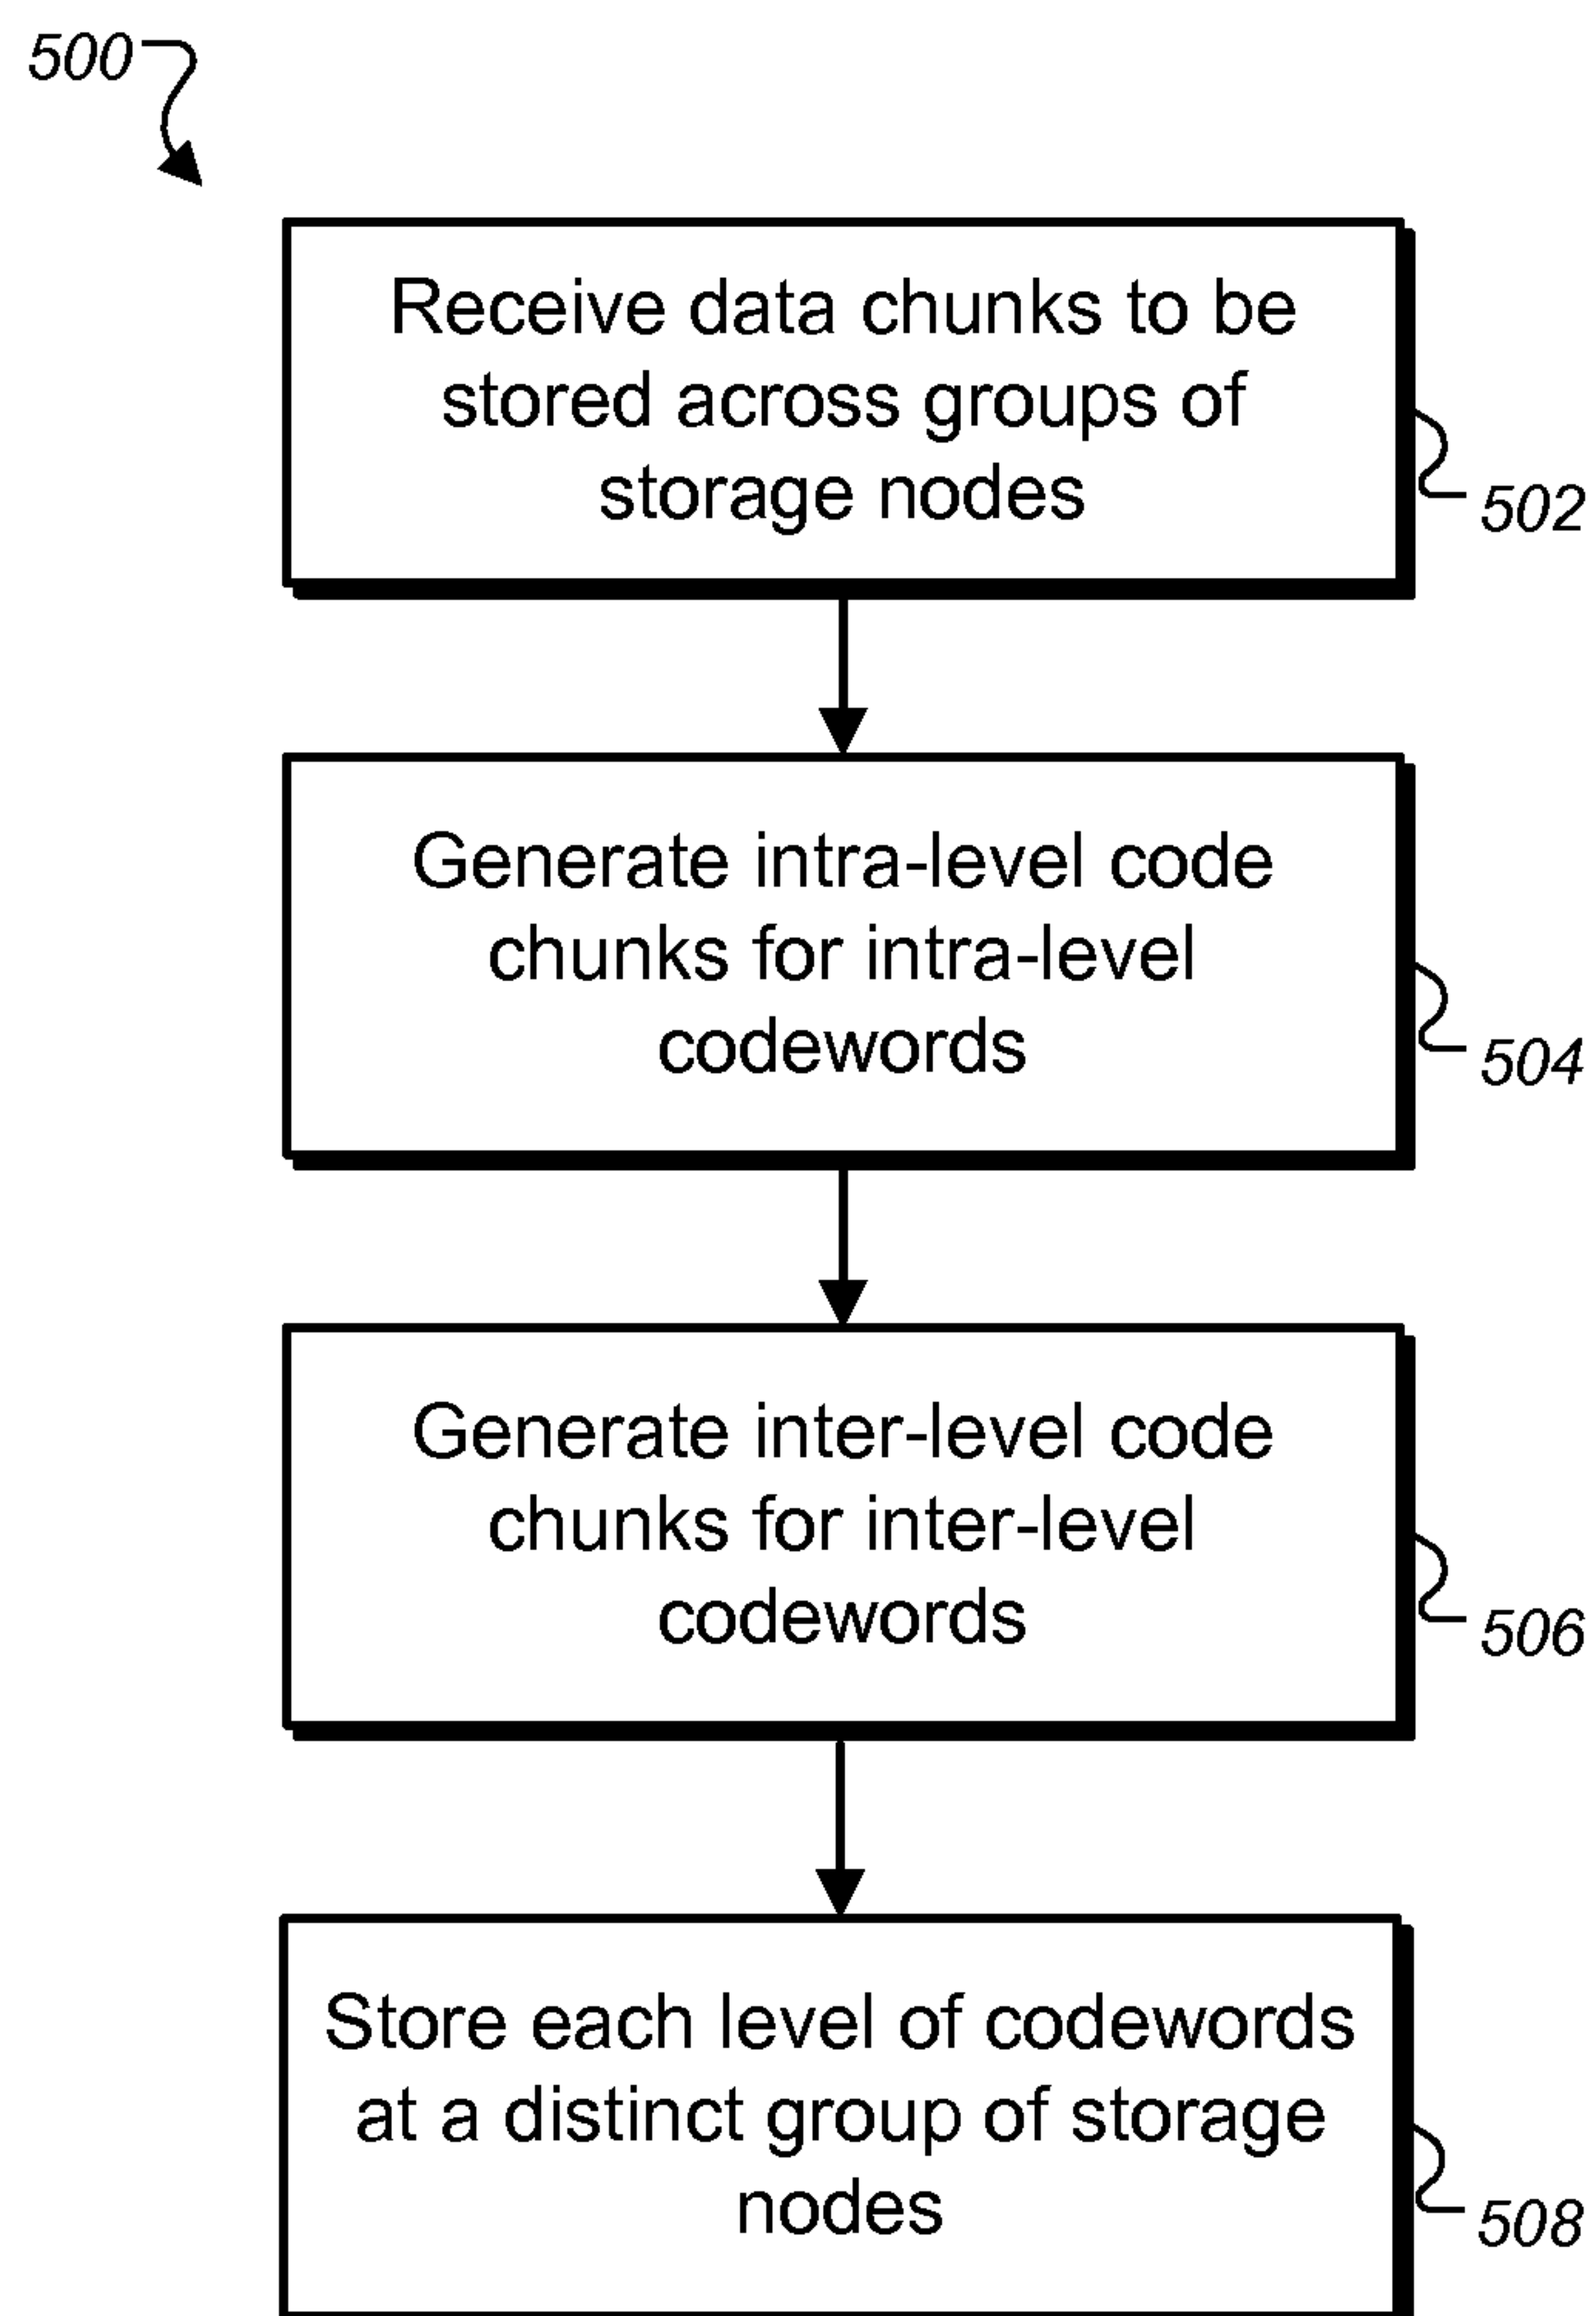 500
Receive data chunks to be
stored across groups of
storage nodes
502
Generate intra-level code
chunks for intra-level
codewords
504
Generate inter-level code
chunks for inter-level
codewords
506
Store each level of codewords
at a distinct group of storage
nodes
508